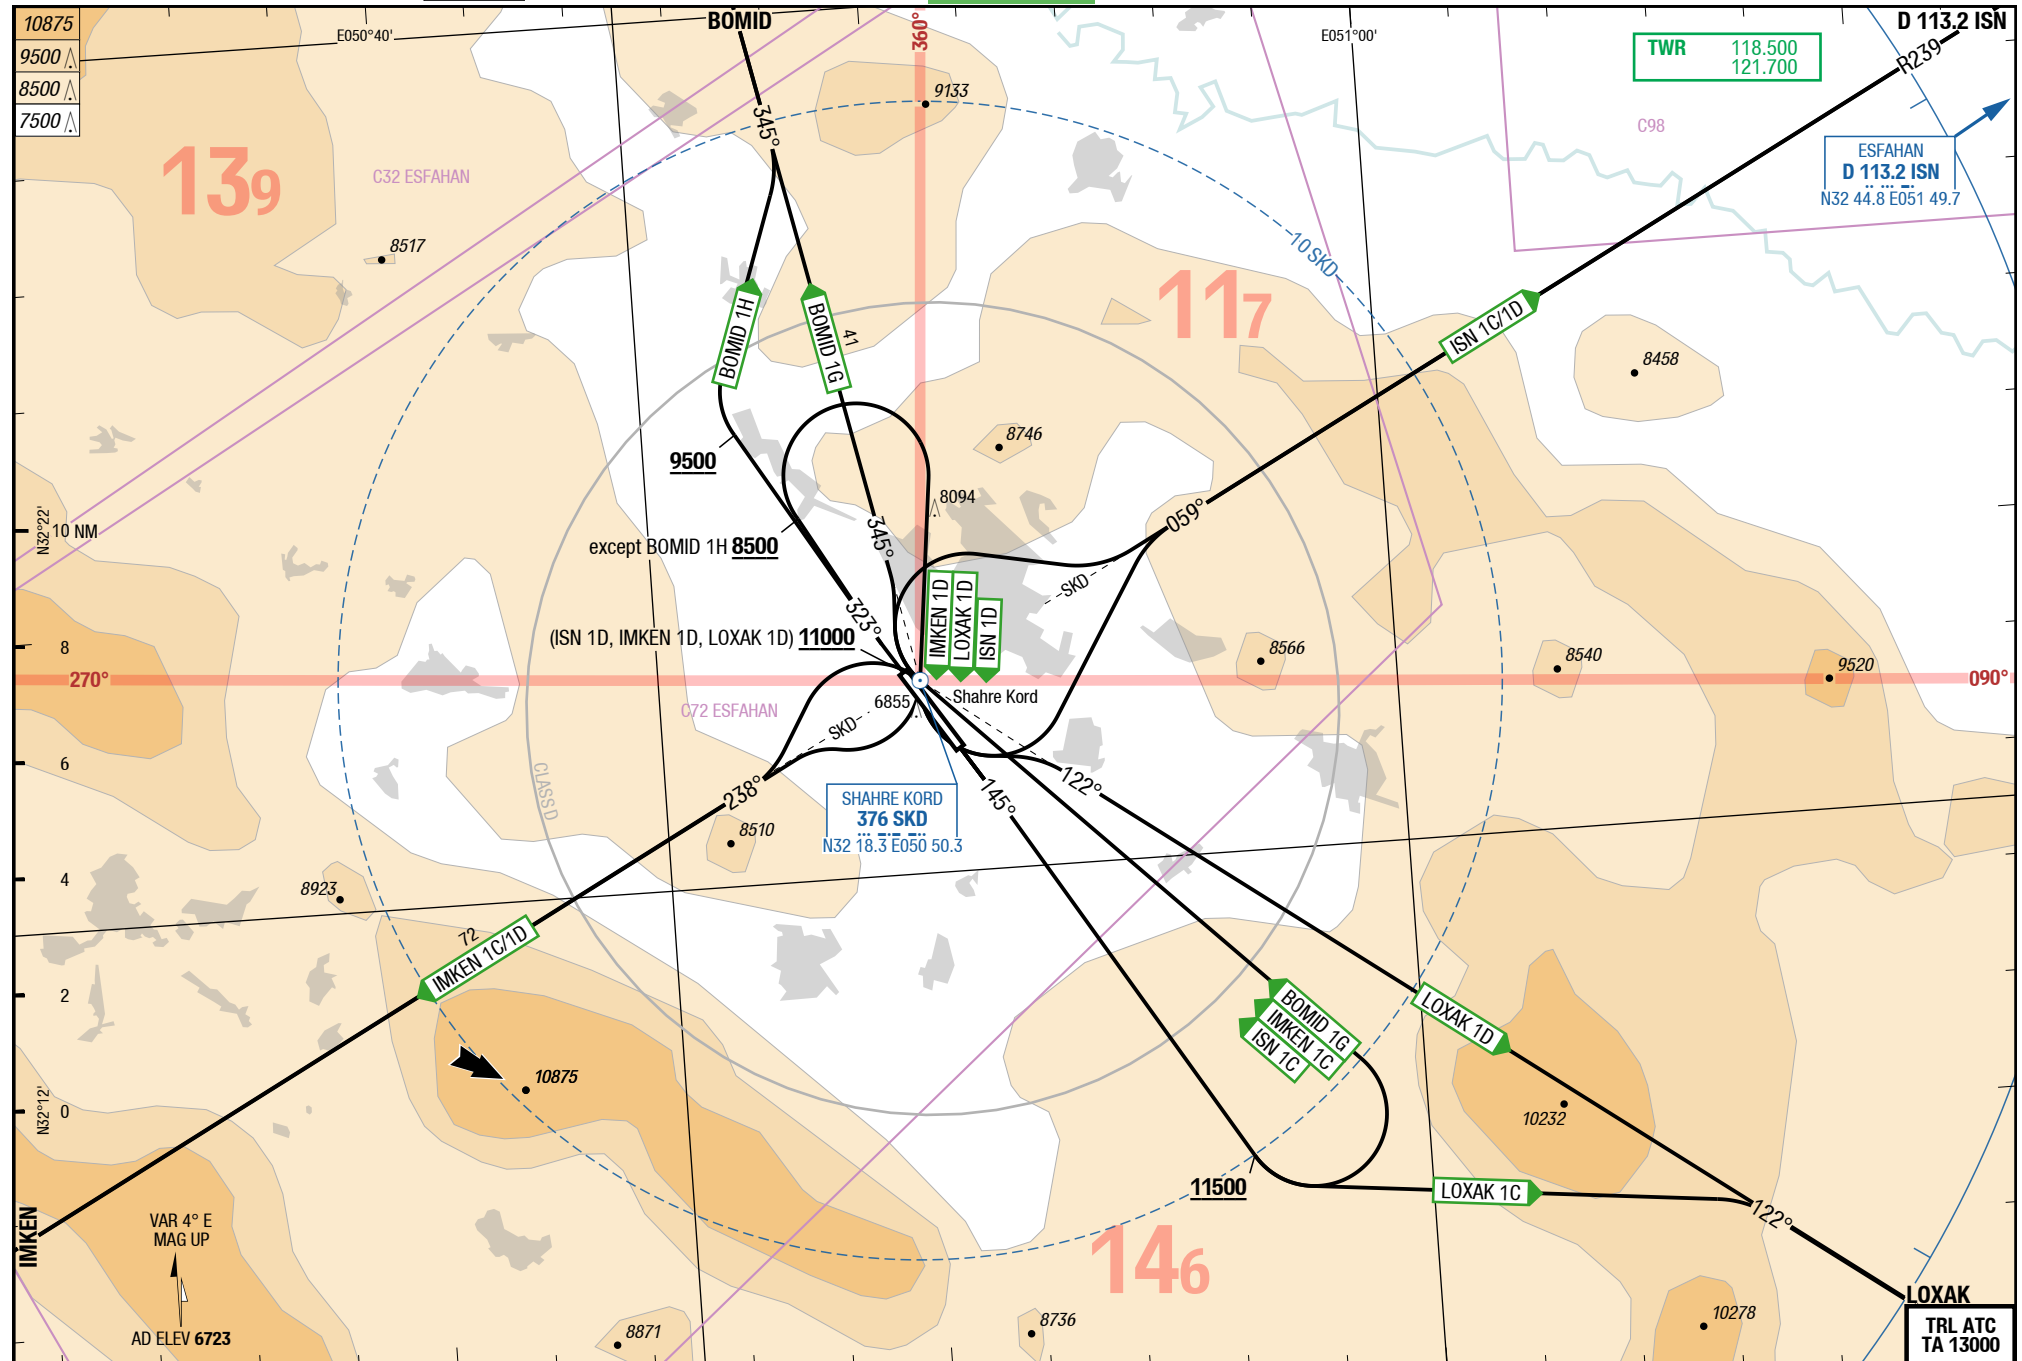 10875
9500
8500
7500
E050°40'
BOMID
360°
E051°00'
TWR 118.500
121.700
D 113.2 ISN
R239
C98
ESFAHAN
D 113.2 ISN
N32 44.8 E051 49.7
139
C32 ESFAHAN
345°
9133
8517
10 SKD
117
BOMID 1H
BOMID 1G
41
ISN 1C/1D
8458
9500
8746
8094
059°
N32°22'
10 NM
except BOMID 1H 8500
345°
323°
SKD
IMKEN 1D
LOXAK 1D
ISN 1D
(ISN 1D, IMKEN 1D, LOXAK 1D) 11000
8
8566
8540
9520
270°
090°
6855
Shahre Kord
C72 ESFAHAN
SKD
6
CLASS D
238°
145°
122°
SHAHRE KORD
376 SKD
N32 18.3 E050 50.3
8510
4
8923
72
IMKEN 1C/1D
2
BOMID 1G
IMKEN 1C
ISN 1C
LOXAK 1D
10875
10232
N32°12'
0
11500
LOXAK 1C
122°
IMKEN
VAR 4° E
MAG UP
146
AD ELEV 6723
8871
8736
10278
LOXAK
TRL ATC
TA 13000